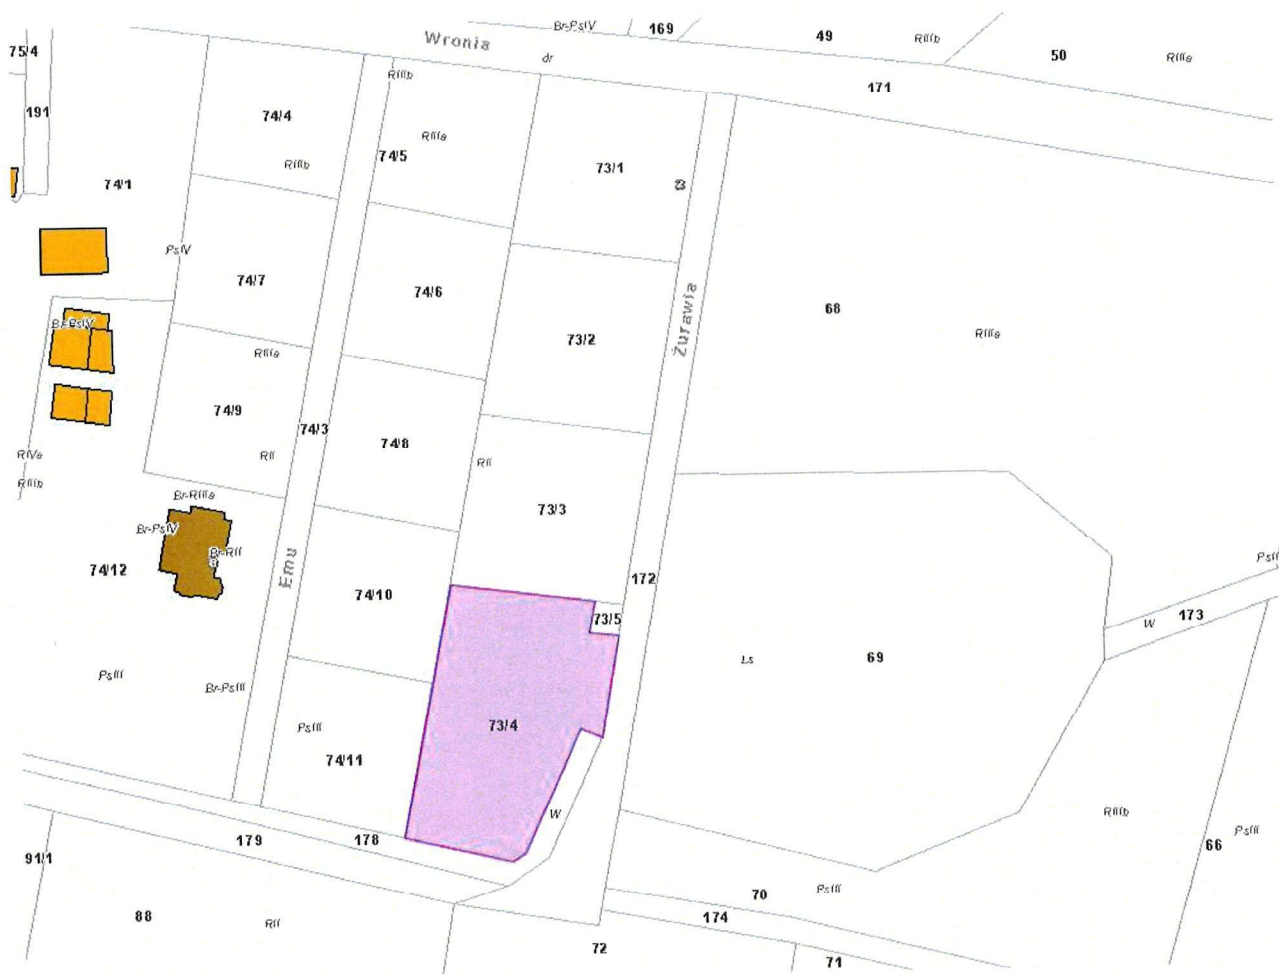 Br-PsIV
169
49
RIIIb
50
RIIIa
75/4
Wronia
dr
171
191
RIIIb
74/4
RIIIa
74/5
RIIIb
73/1
74/1
PsIV
74/7
74/6
68
Żurawia
RIIIa
Br-PsIV
73/2
RIIIa
74/9
74/3
74/8
RIVa
RII
RII
RIIIb
Br-RIIIa
73/3
Br-PsIV
Br-RII
a
Emu
74/12
74/10
172
73/5
173
W
Ls
69
PsIII
Br-PsIII
73/4
PsIII
74/11
W
RIIIb
PsIII
66
179
178
91/1
70
PsIII
88
RII
174
72
71